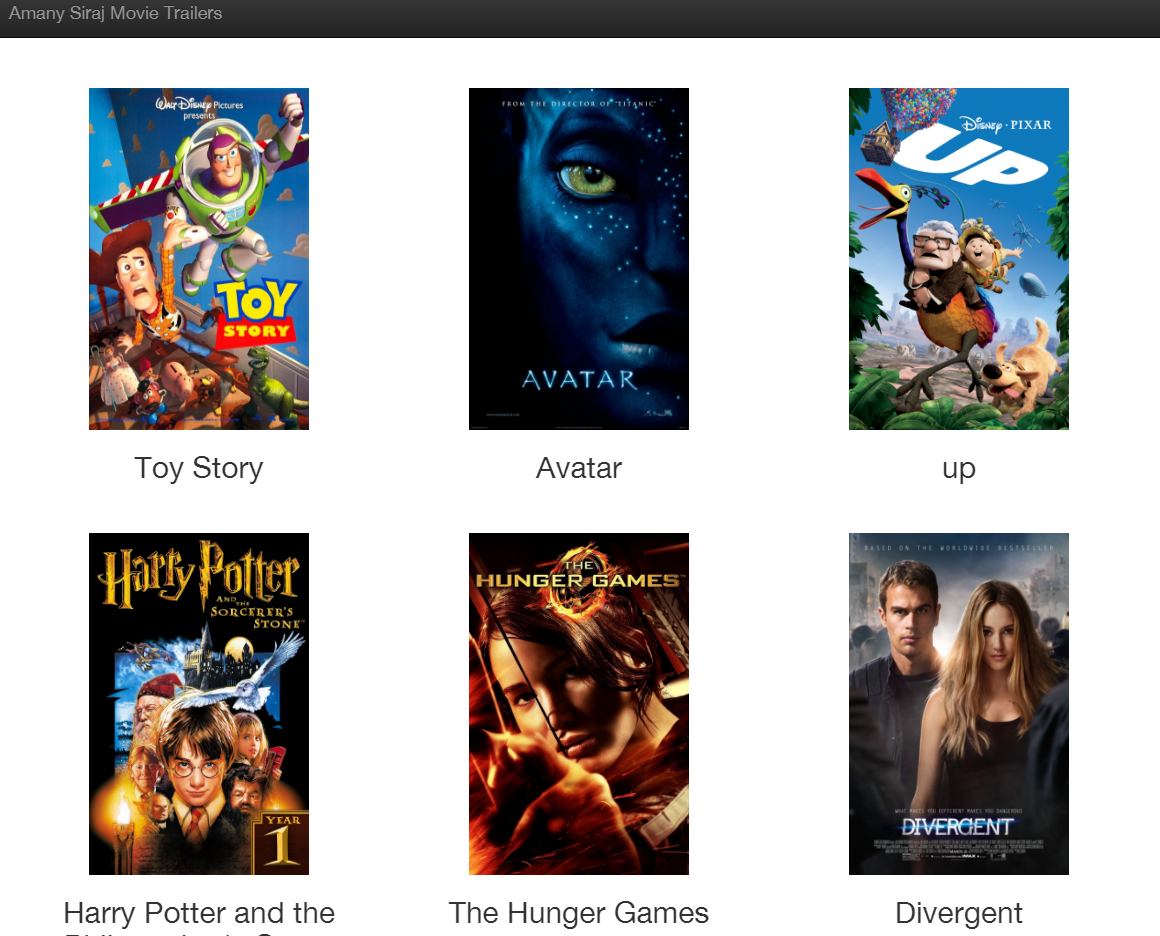 Amany Siraj Movie Trailers
WALT DISNEY Pictures
presents
TOY
STORY
Toy Story
FROM THE DIRECTOR OF "TITANIC"
AVATAR
Avatar
DISNEY · PIXAR
UP
up
Harry Potter
AND THE
SORCERER'S
STONE
YEAR
1
Harry Potter and the
THE
HUNGER GAMES
The Hunger Games
BASED ON THE WORLDWIDE BESTSELLER
WHAT MAKES YOU DIFFERENT MAKES YOU DANGEROUS
DIVERGENT
IMAX
Divergent